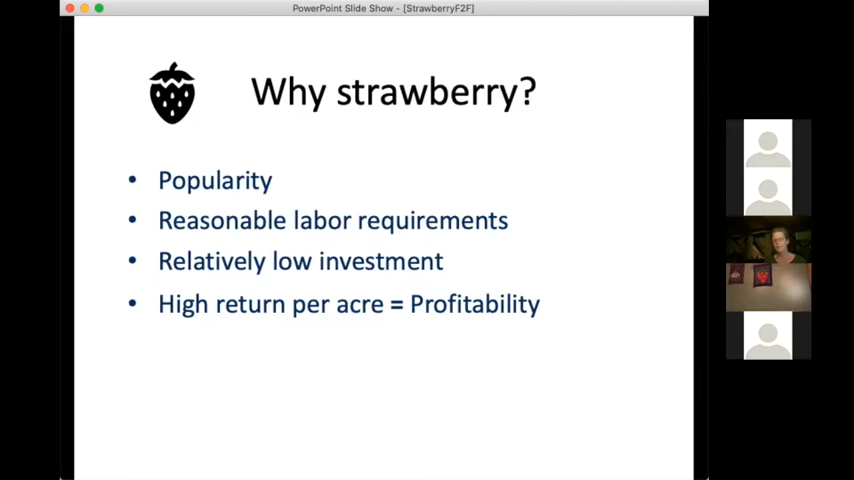 PowerPoint Slide Show - [StrawberryF2F]
Why strawberry?
• Popularity
• Reasonable labor requirements
• Relatively low investment
• High return per acre = Profitability